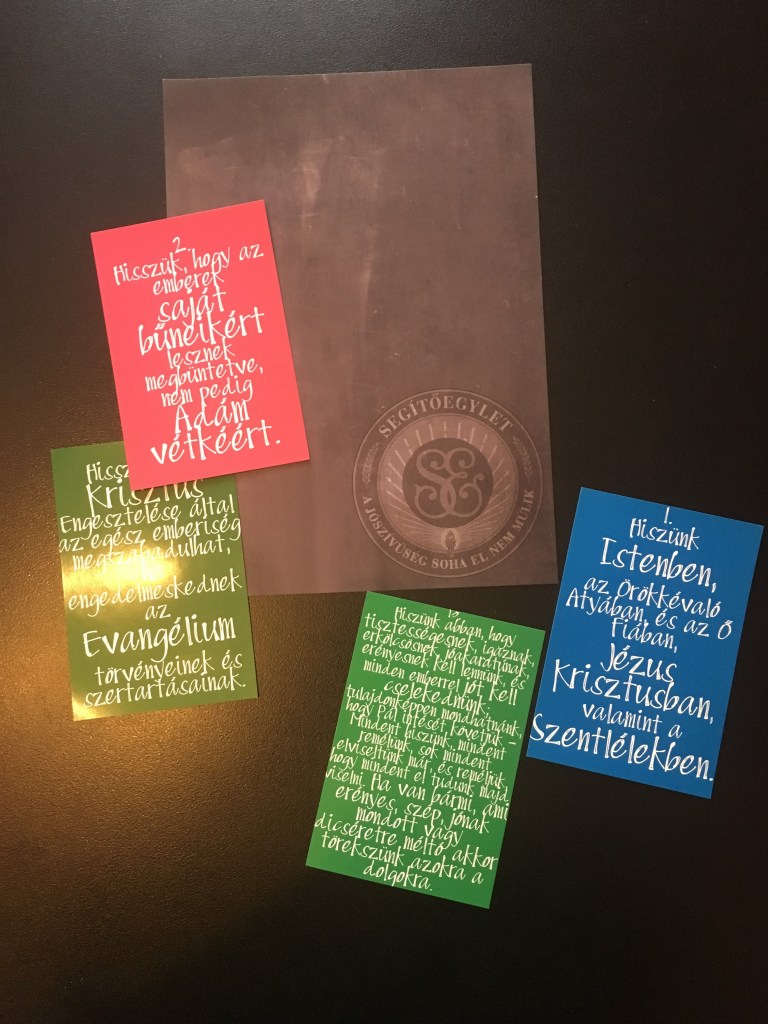 2.
Hisszük, hogy az
emberek
saját
bűneikért
lesznek
megbüntetve,
nem pedig
Ádám
vétkéért.
SEGÍTŐEGYLET
SE
A JÓSZÍVŰSÉG SOHA EL NEM MÚLIK
Krisztus
Engesztelése által
az egész emberiség
megszabadulhat,
engedelmeskednek
az
Evangélium
törvényeinek és
szertartásainak.
1.
Hiszünk
Istenben,
az Örökkévaló
Atyában, és az Ő
Fiában,
Jézus
Krisztusban,
valamint a
Szentlélekben.
13
Hiszünk abban, hogy
tisztességesnek, igaznak,
erkölcsösnek, jóakaratúnak,
erényesnek kell lennünk, és
minden emberrel jót kell
cselekednünk;
tulajdonképpen mondhatnánk,
hogy Pál intését követjük –
Mindent hiszünk, mindent
remélünk, sok mindent
elviseltünk már, és reméljük,
hogy mindent el tudunk majd
viselni. Ha van bármi, ami
erényes, szép, jónak
mondott vagy
dicséretre méltó, akkor
törekszünk azokra a
dolgokra.